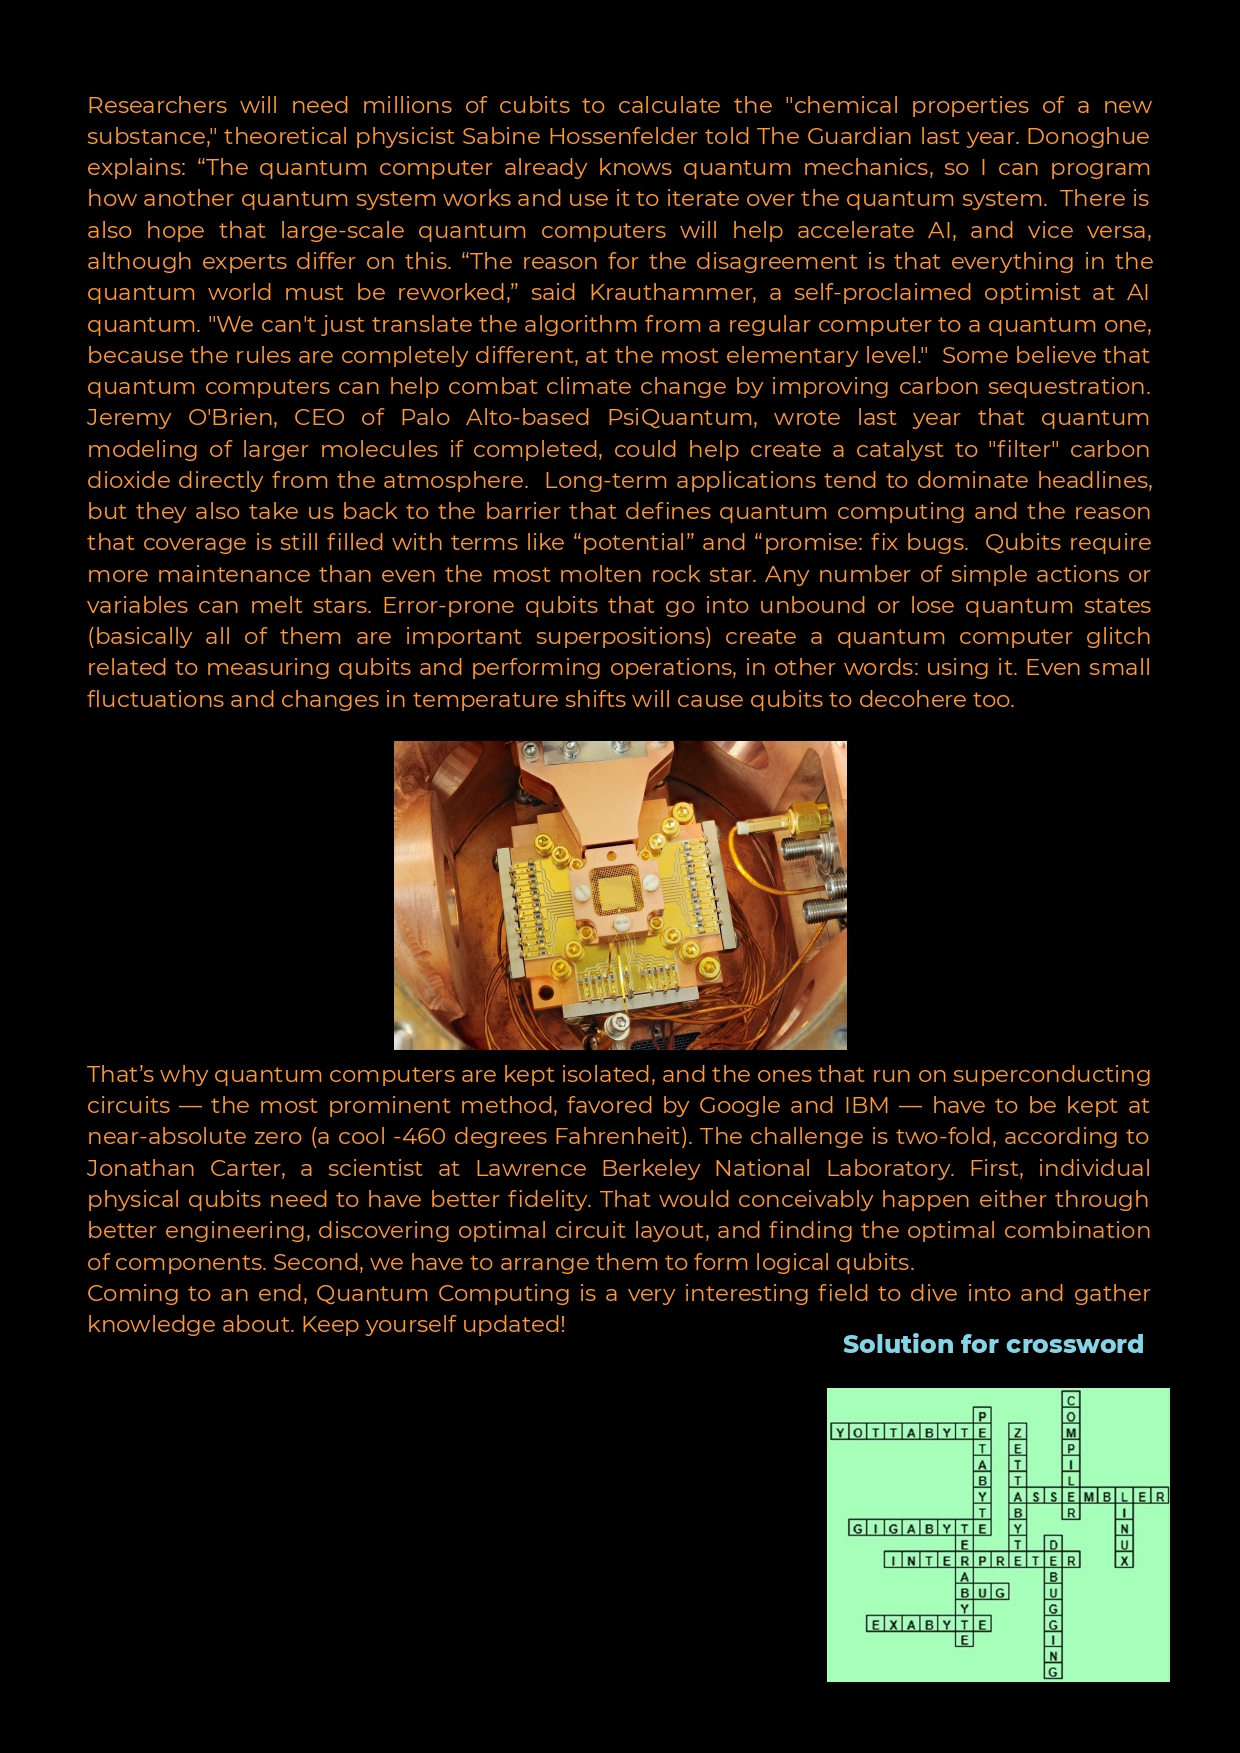 Researchers will need millions of cubits to calculate the "chemical properties of a new
substance," theoretical physicist Sabine Hossenfelder told The Guardian last year. Donoghue
explains: “The quantum computer already knows quantum mechanics, so I can program
how another quantum system works and use it to iterate over the quantum system.  There is
also hope that large-scale quantum computers will help accelerate AI, and vice versa,
although experts differ on this. “The reason for the disagreement is that everything in the
quantum world must be reworked,” said Krauthammer, a self-proclaimed optimist at AI
quantum. "We can't just translate the algorithm from a regular computer to a quantum one,
because the rules are completely different, at the most elementary level."  Some believe that
quantum computers can help combat climate change by improving carbon sequestration.
Jeremy O'Brien, CEO of Palo Alto-based PsiQuantum, wrote last year that quantum
modeling of larger molecules if completed, could help create a catalyst to "filter" carbon
dioxide directly from the atmosphere.  Long-term applications tend to dominate headlines,
but they also take us back to the barrier that defines quantum computing and the reason
that coverage is still filled with terms like “potential” and “promise: fix bugs.  Qubits require
more maintenance than even the most molten rock star. Any number of simple actions or
variables can melt stars. Error-prone qubits that go into unbound or lose quantum states
(basically all of them are important superpositions) create a quantum computer glitch
related to measuring qubits and performing operations, in other words: using it. Even small
fluctuations and changes in temperature shifts will cause qubits to decohere too.
That’s why quantum computers are kept isolated, and the ones that run on superconducting
circuits — the most prominent method, favored by Google and IBM — have to be kept at
near-absolute zero (a cool -460 degrees Fahrenheit). The challenge is two-fold, according to
Jonathan Carter, a scientist at Lawrence Berkeley National Laboratory. First, individual
physical qubits need to have better fidelity. That would conceivably happen either through
better engineering, discovering optimal circuit layout, and finding the optimal combination
of components. Second, we have to arrange them to form logical qubits.
Coming to an end, Quantum Computing is a very interesting field to dive into and gather
knowledge about. Keep yourself updated!
Solution for crossword
COMPILER
PETABYTE
YOTTABYTE
ZETTABYTE
ASSEMBLER
LINUX
GIGABYTE
TERABYTE
DEBUGGING
INTERPRETER
BUG
EXABYTE